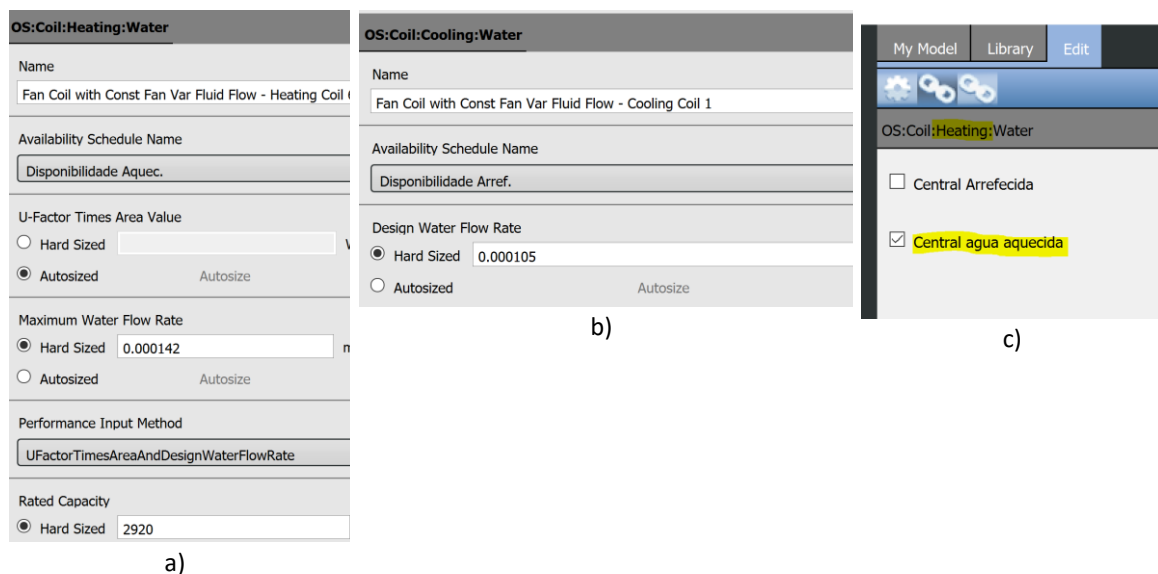 OS:Coil:Heating:Water
Name
Fan Coil with Const Fan Var Fluid Flow - Heating Coil
Availability Schedule Name
Disponibilidade Aquec.
U-Factor Times Area Value
Hard Sized
Autosized Autosize
Maximum Water Flow Rate
Hard Sized 0.000142
Autosized Autosize
Performance Input Method
UFactorTimesAreaAndDesignWaterFlowRate
Rated Capacity
Hard Sized 2920
a)
OS:Coil:Cooling:Water
Name
Fan Coil with Const Fan Var Fluid Flow - Cooling Coil 1
Availability Schedule Name
Disponibilidade Arref.
Design Water Flow Rate
Hard Sized 0.000105
Autosized Autosize
b)
My Model Library Edit
OS:Coil:Heating:Water
Central Arrefecida
Central agua aquecida
c)